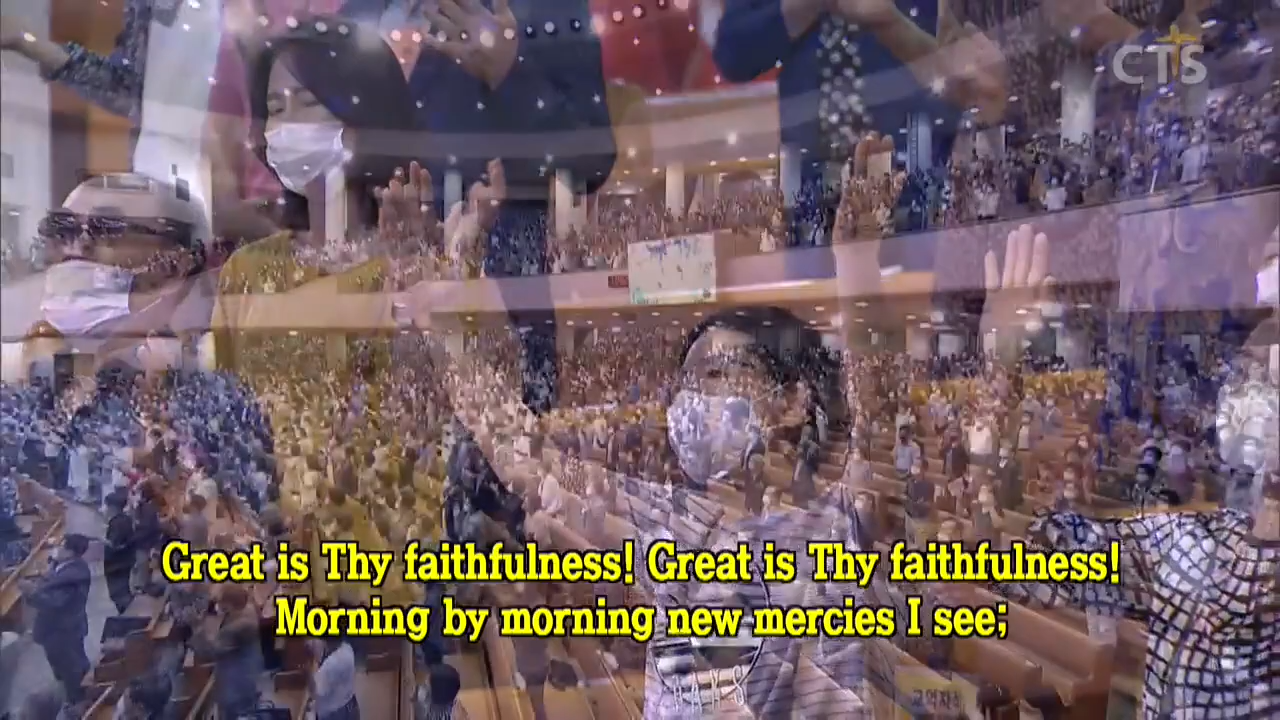 CTS
Great is Thy faithfulness! Great is Thy faithfulness!
Morning by morning new mercies I see;